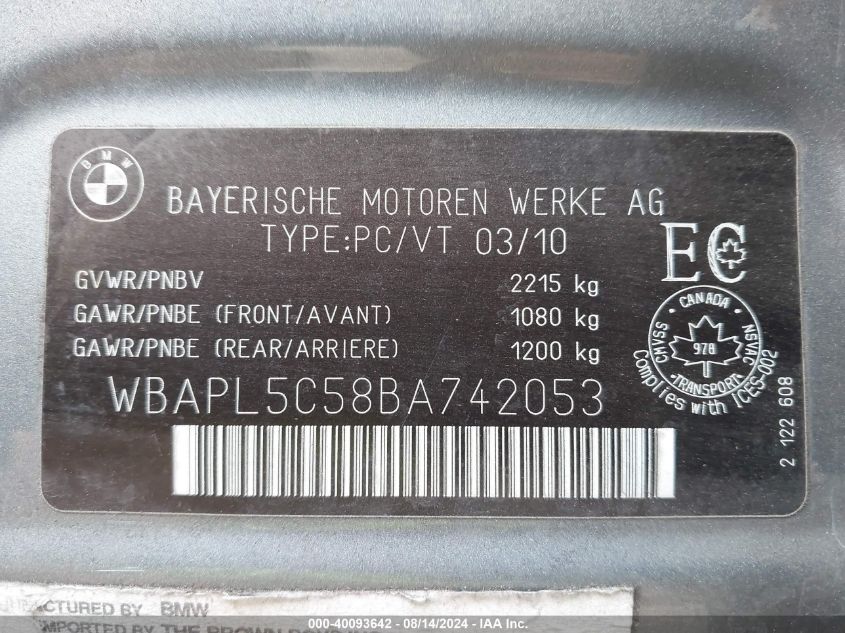 BMW
BAYERISCHE MOTOREN WERKE AG
TYPE:PC/VT 03/10
EC
GVWR/PNBV 2215 kg
GAWR/PNBE (FRONT/AVANT) 1080 kg
GAWR/PNBE (REAR/ARRIERE) 1200 kg
CANADA
CMVSS NSVAC
978
TRANSPORT
Complies with ICES-002
WBAPL5C58BA742053
2 122 608
BY BMW
BY THE
000-40093642 - 08/14/2024 - IAA Inc.